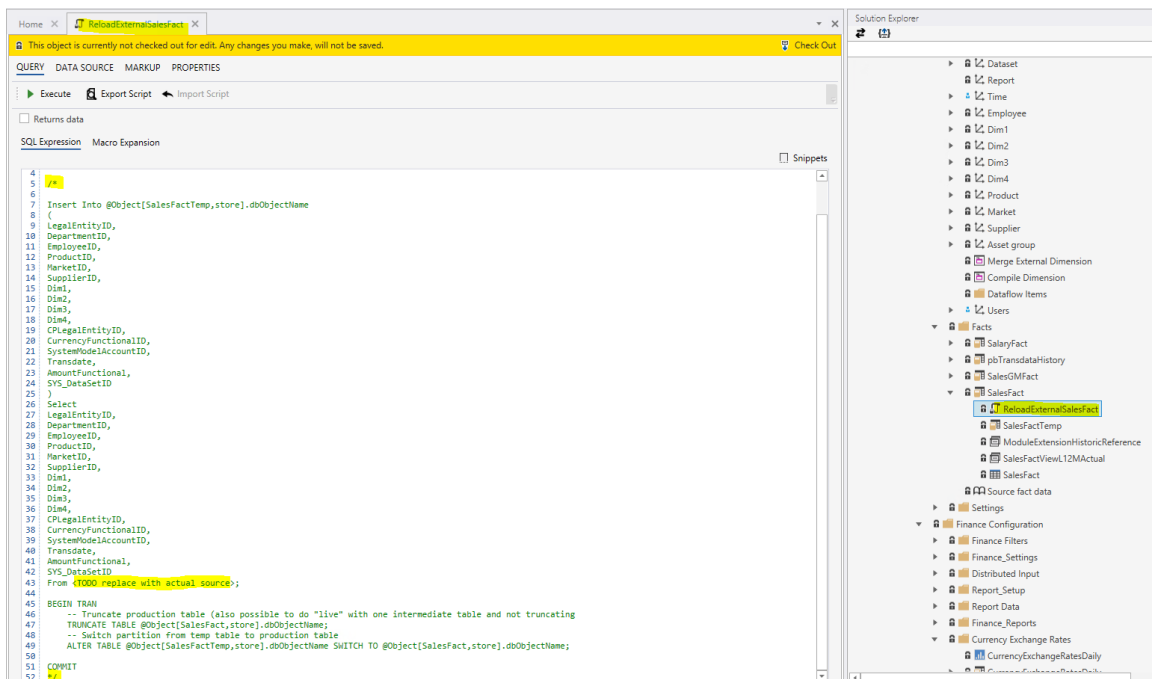 Home
ReloadExternalSalesFact
This object is currently not checked out for edit. Any changes you make, will not be saved.
Check Out
QUERY DATA SOURCE MARKUP PROPERTIES
Execute Export Script Import Script
Returns data
SQL Expression Macro Expansion
Snippets
4
5 /*
6
7 Insert Into @Object[SalesFactTemp,store].dbObjectName
8 (
9 LegalEntityID,
10 DepartmentID,
11 EmployeeID,
12 ProductID,
13 MarketID,
14 SupplierID,
15 Dim1,
16 Dim2,
17 Dim3,
18 Dim4,
19 CPLegalEntityID,
20 CurrencyFunctionalID,
21 SystemModelAccountID,
22 Transdate,
23 AmountFunctional,
24 SYS_DataSetID
25 )
26 Select
27 LegalEntityID,
28 DepartmentID,
29 EmployeeID,
30 ProductID,
31 MarketID,
32 SupplierID,
33 Dim1,
34 Dim2,
35 Dim3,
36 Dim4,
37 CPLegalEntityID,
38 CurrencyFunctionalID,
39 SystemModelAccountID,
40 Transdate,
41 AmountFunctional,
42 SYS_DataSetID
43 From <TODO replace with actual source>;
44
45 BEGIN TRAN
46 -- Truncate production table (also possible to do "live" with one intermediate table and not truncating
47 TRUNCATE TABLE @Object[SalesFact,store].dbObjectName;
48 -- Switch partition from temp table to production table
49 ALTER TABLE @Object[SalesFactTemp,store].dbObjectName SWITCH TO @Object[SalesFact,store].dbObjectName;
50
51 COMMIT
52 */
Solution Explorer
Dataset
Report
Time
Employee
Dim1
Dim2
Dim3
Dim4
Product
Market
Supplier
Asset group
Merge External Dimension
Compile Dimension
Dataflow Items
Users
Facts
SalaryFact
pbTransdataHistory
SalesGMFact
SalesFact
ReloadExternalSalesFact
SalesFactTemp
ModuleExtensionHistoricReference
SalesFactViewL12MActual
SalesFact
Source fact data
Settings
Finance Configuration
Finance Filters
Finance_Settings
Distributed Input
Report_Setup
Report Data
Finance_Reports
Currency Exchange Rates
CurrencyExchangeRatesDaily
CurrencyExchangeRatesDaily